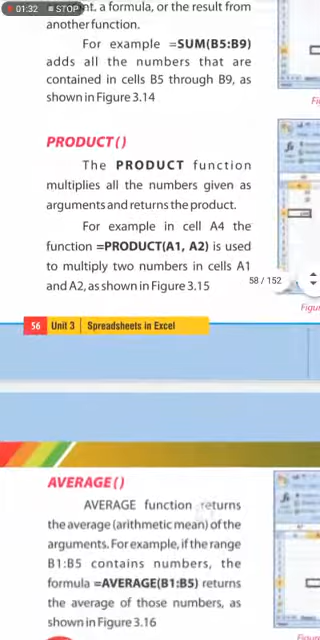 01:32 STOP
nt, a formula, or the result from
another function.
For example =SUM(B5:B9)
adds all the numbers that are
contained in cells B5 through B9, as
shown in Figure 3.14
PRODUCT()
The PRODUCT function
multiplies all the numbers given as
arguments and returns the product.
For example in cell A4 the
function =PRODUCT(A1, A2) is used
to multiply two numbers in cells A1
and A2, as shown in Figure 3.15
58 / 152
56 Unit 3 Spreadsheets in Excel
AVERAGE()
AVERAGE function returns
the average (arithmetic mean) of the
arguments. For example, if the range
B1:B5 contains numbers, the
formula =AVERAGE(B1:B5) returns
the average of those numbers, as
shown in Figure 3.16